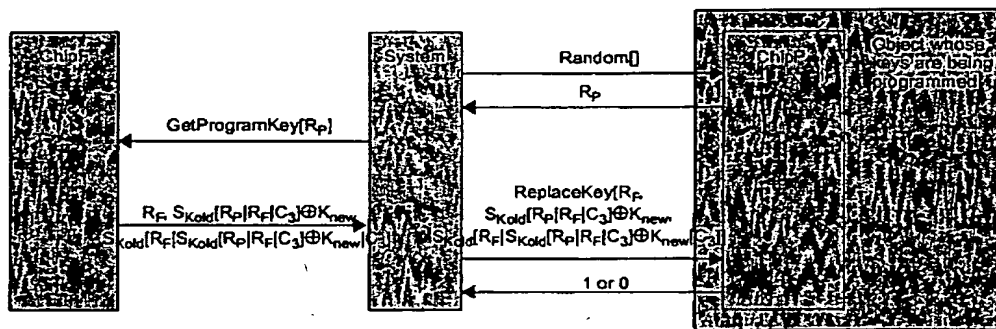 ChipF
System
ChipP
Object whose
keys are being
programmed
Random[]
RP
GetProgramKey[RP]
RF, SKold[RP|RF|C3]⊕Knew,
SKold[RF|SKold[RP|RF|C3]⊕Knew|C3]
ReplaceKey[RF,
SKold[RP|RF|C3]⊕Knew,
SKold[RF|SKold[RP|RF|C3]⊕Knew|C3]]
1 or 0